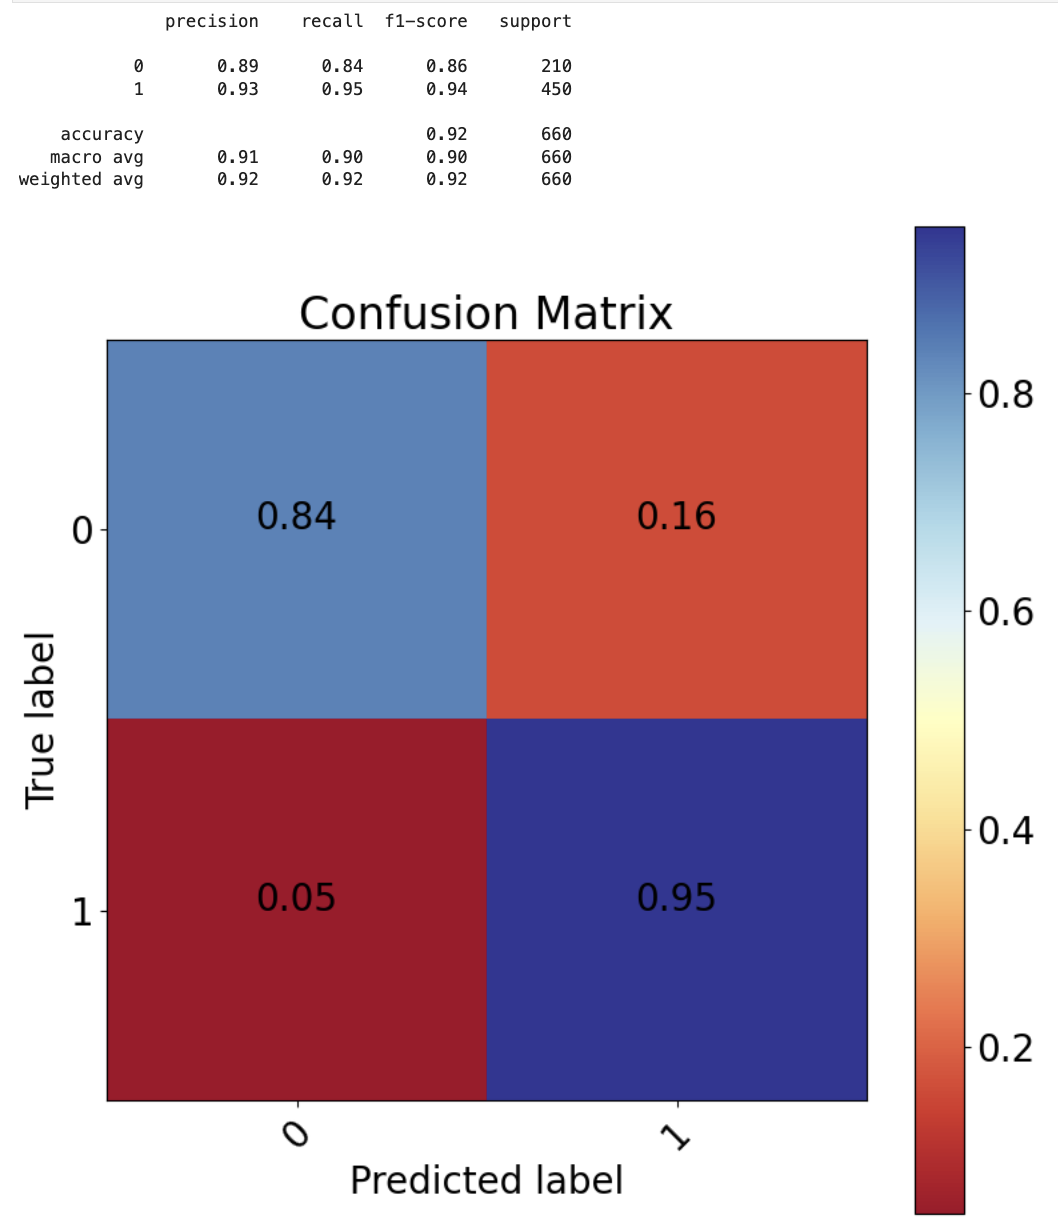 precision recall f1-score support
0 0.89 0.84 0.86 210
1 0.93 0.95 0.94 450
accuracy 0.92 660
macro avg 0.91 0.90 0.90 660
weighted avg 0.92 0.92 0.92 660
Confusion Matrix
0.8
0.84 0.16
0
0.6
True label
0.4
0.05 0.95
1
0.2
0 1
Predicted label